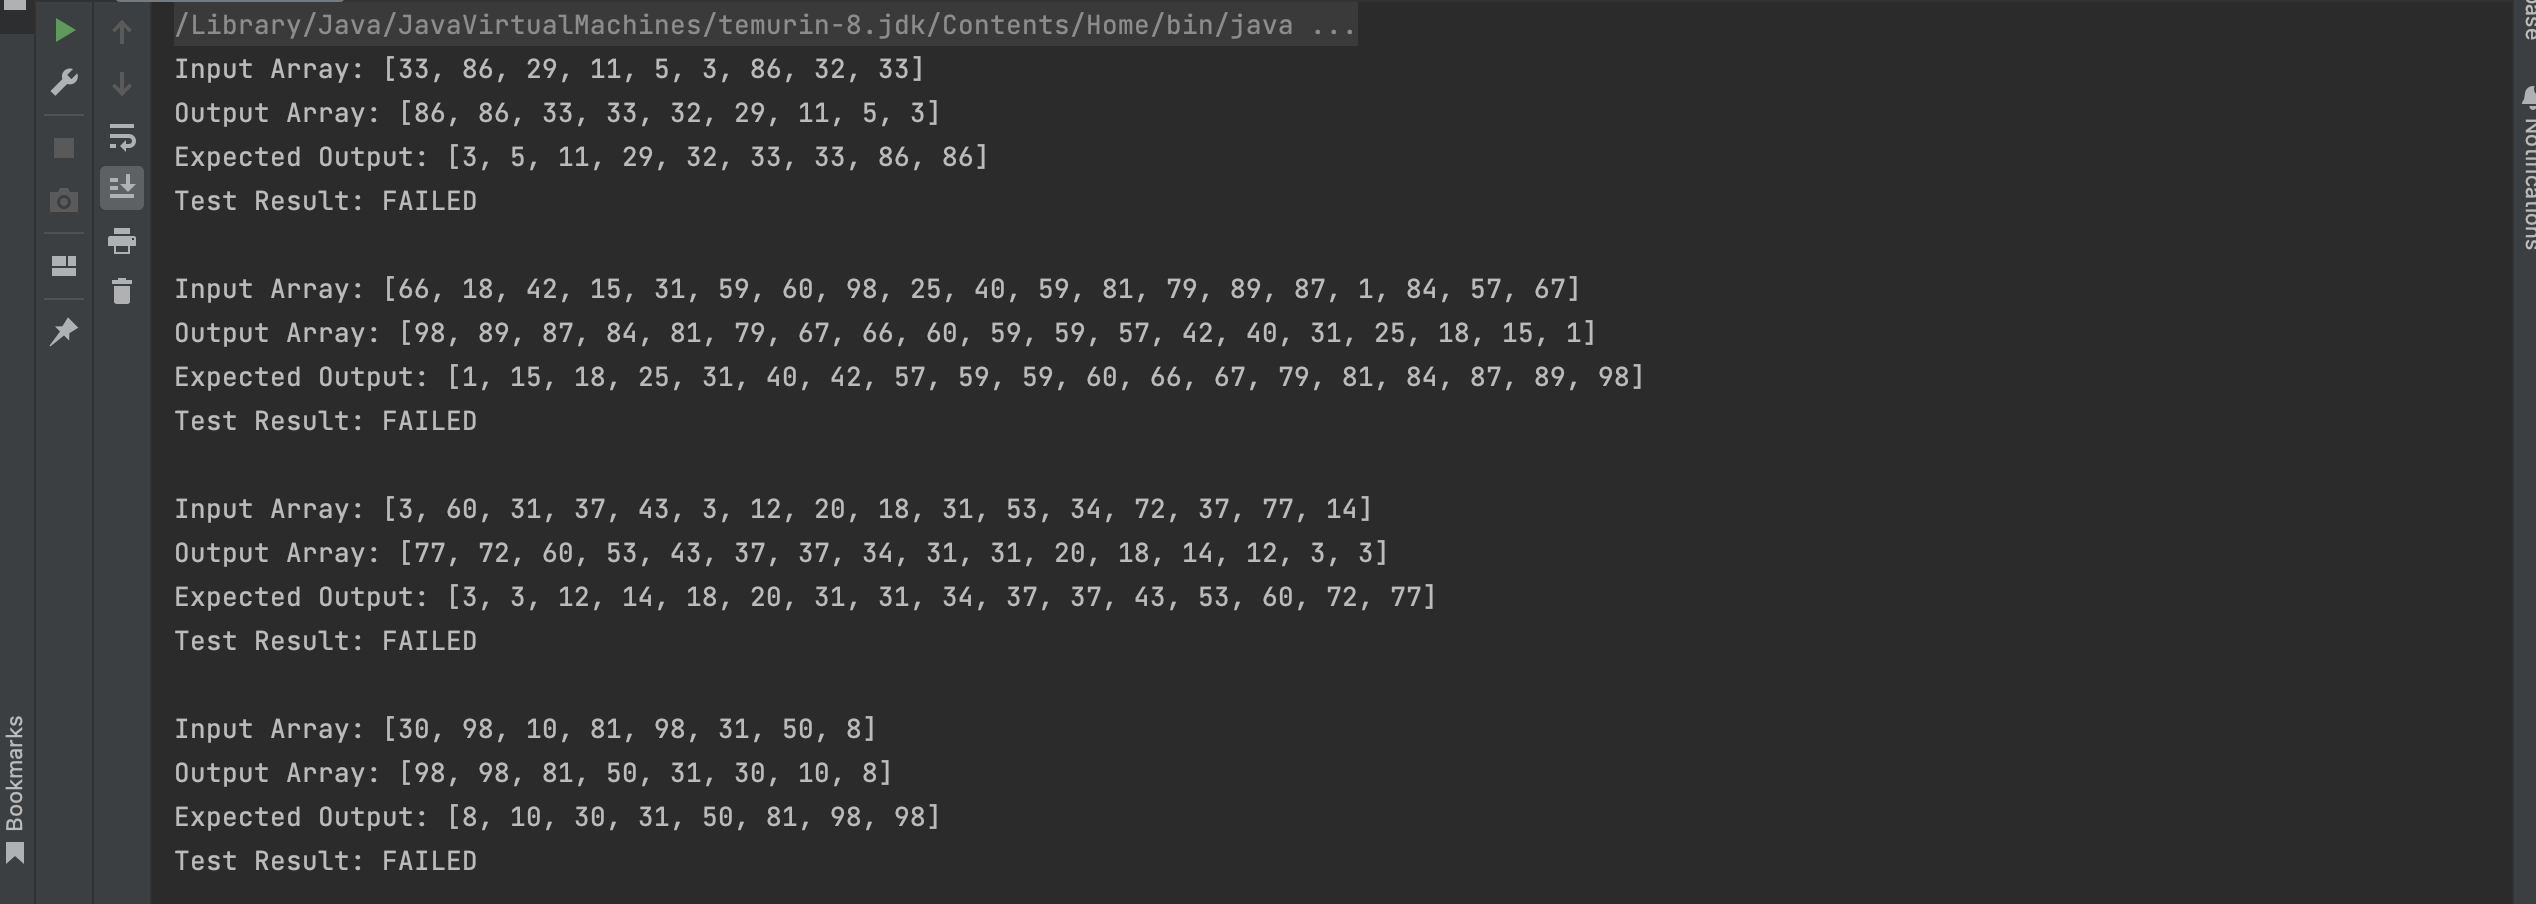 /Library/Java/JavaVirtualMachines/temurin-8.jdk/Contents/Home/bin/java ...
Input Array: [33, 86, 29, 11, 5, 3, 86, 32, 33]
Output Array: [86, 86, 33, 33, 32, 29, 11, 5, 3]
Expected Output: [3, 5, 11, 29, 32, 33, 33, 86, 86]
Test Result: FAILED
Input Array: [66, 18, 42, 15, 31, 59, 60, 98, 25, 40, 59, 81, 79, 89, 87, 1, 84, 57, 67]
Output Array: [98, 89, 87, 84, 81, 79, 67, 66, 60, 59, 59, 57, 42, 40, 31, 25, 18, 15, 1]
Expected Output: [1, 15, 18, 25, 31, 40, 42, 57, 59, 59, 60, 66, 67, 79, 81, 84, 87, 89, 98]
Test Result: FAILED
Input Array: [3, 60, 31, 37, 43, 3, 12, 20, 18, 31, 53, 34, 72, 37, 77, 14]
Output Array: [77, 72, 60, 53, 43, 37, 37, 34, 31, 31, 20, 18, 14, 12, 3, 3]
Expected Output: [3, 3, 12, 14, 18, 20, 31, 31, 34, 37, 37, 43, 53, 60, 72, 77]
Test Result: FAILED
Input Array: [30, 98, 10, 81, 98, 31, 50, 8]
Output Array: [98, 98, 81, 50, 31, 30, 10, 8]
Expected Output: [8, 10, 30, 31, 50, 81, 98, 98]
Test Result: FAILED
Bookmarks
Notifications